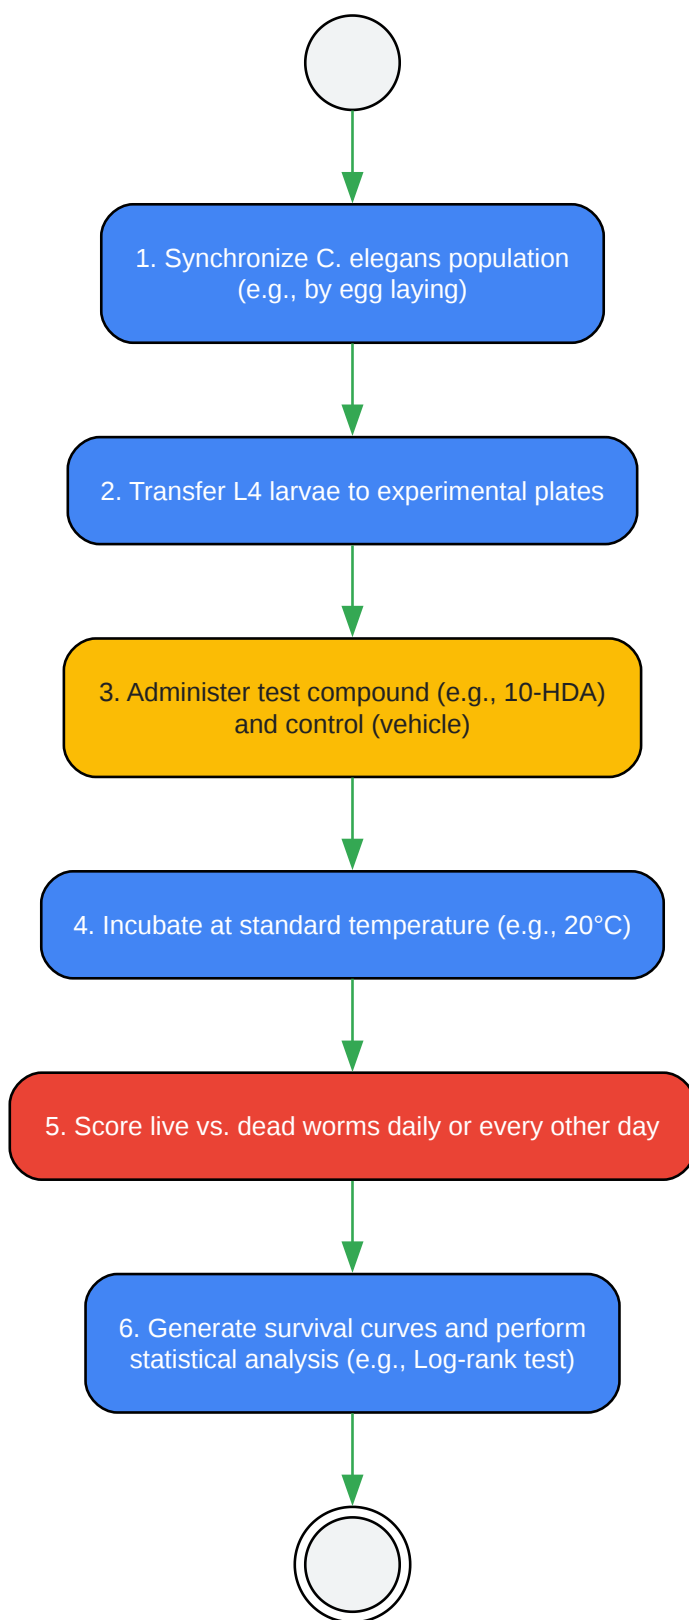 1. Synchronize C. elegans population
(e.g., by egg laying)
2. Transfer L4 larvae to experimental plates
3. Administer test compound (e.g., 10-HDA)
and control (vehicle)
4. Incubate at standard temperature (e.g., 20°C)
5. Score live vs. dead worms daily or every other day
6. Generate survival curves and perform
statistical analysis (e.g., Log-rank test)